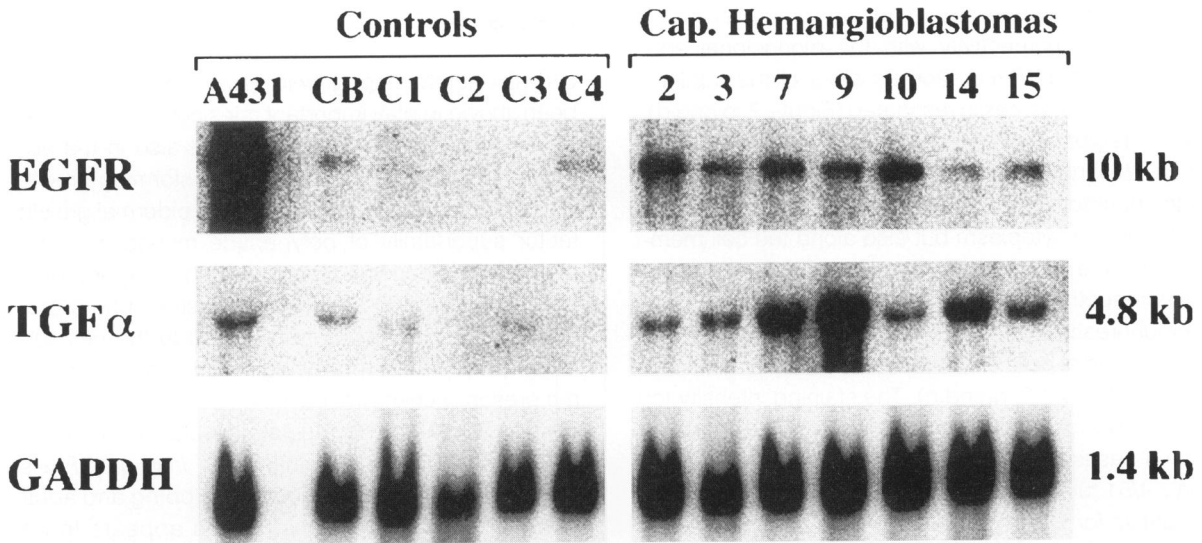 Controls Cap. Hemangioblastomas
A431 CB C1 C2 C3 C4 2 3 7 9 10 14 15
EGFR 10 kb
TGFα 4.8 kb
GAPDH 1.4 kb